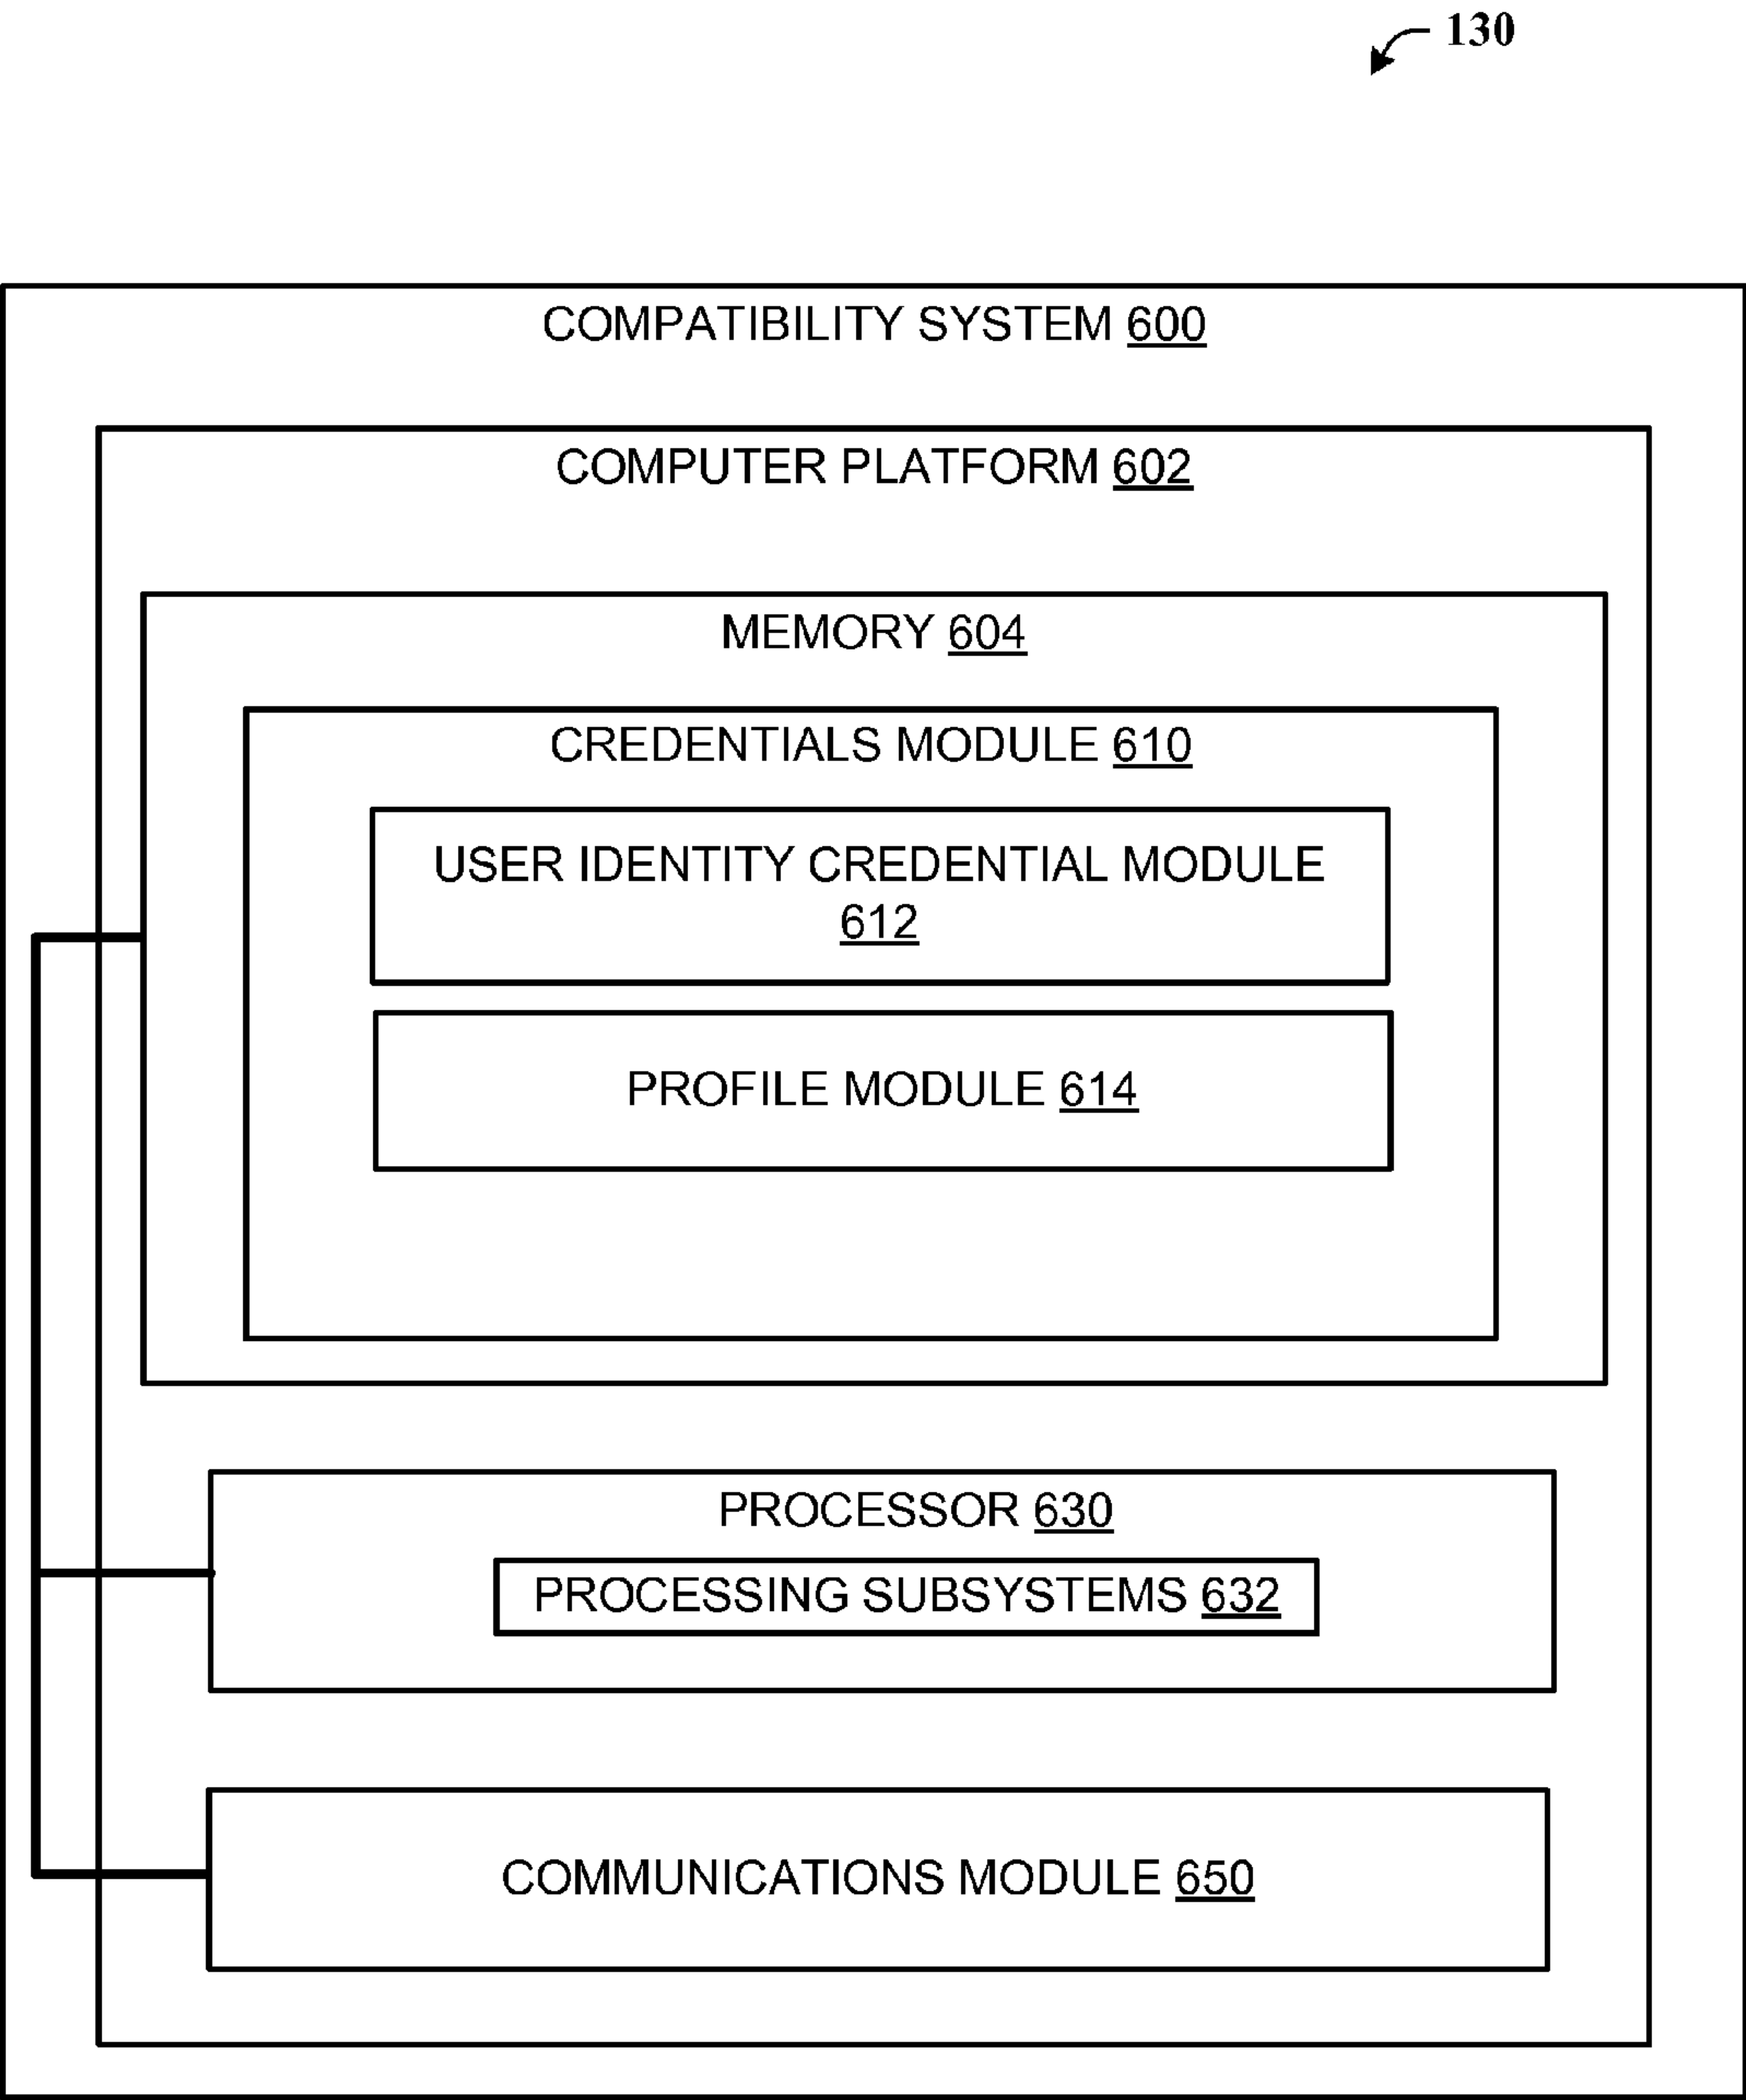 130
COMPATIBILITY SYSTEM 600
COMPUTER PLATFORM 602
MEMORY 604
CREDENTIALS MODULE 610
USER IDENTITY CREDENTIAL MODULE
612
PROFILE MODULE 614
PROCESSOR 630
PROCESSING SUBSYSTEMS 632
COMMUNICATIONS MODULE 650